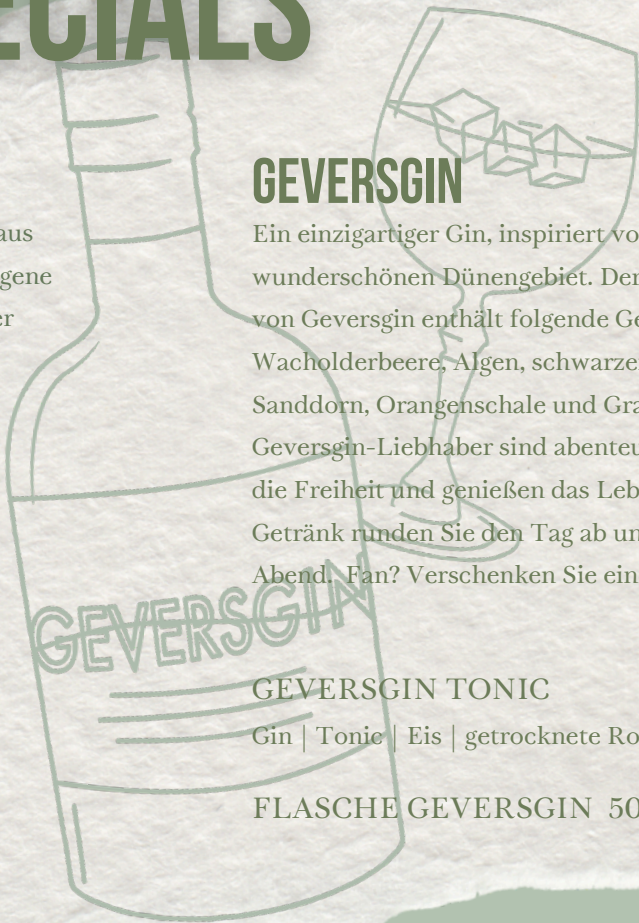 ECIALS
aus
gene
er
GEVERSGIN
Ein einzigartiger Gin, inspiriert vo
wunderschönen Dünengebiet. Der
von Geversgin enthält folgende Ge
Wacholderbeere, Algen, schwarze
Sanddorn, Orangenschale und Gra
Geversgin-Liebhaber sind abenteu
die Freiheit und genießen das Leb
Getränk runden Sie den Tag ab un
Abend. Fan? Verschenken Sie ein
GEVERSGIN
GEVERSGIN TONIC
Gin | Tonic | Eis | getrocknete Ro
FLASCHE GEVERSGIN 50